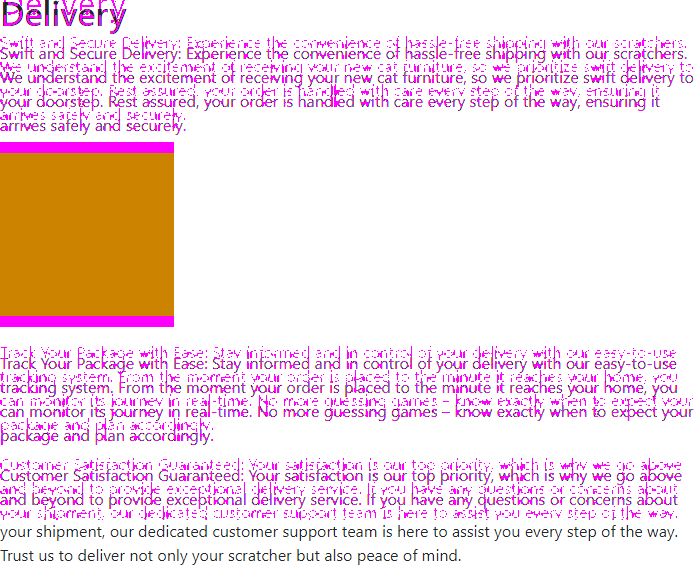 Delivery
Swift and Secure Delivery: Experience the convenience of hassle-free shipping with our scratchers.
We understand the excitement of receiving your new cat furniture, so we prioritize swift delivery to
your doorstep. Rest assured, your order is handled with care every step of the way, ensuring it
arrives safely and securely.
Track Your Package with Ease: Stay informed and in control of your delivery with our easy-to-use
tracking system. From the moment your order is placed to the minute it reaches your home, you
can monitor its journey in real-time. No more guessing games – know exactly when to expect your
package and plan accordingly.
Customer Satisfaction Guaranteed: Your satisfaction is our top priority, which is why we go above
and beyond to provide exceptional delivery service. If you have any questions or concerns about
your shipment, our dedicated customer support team is here to assist you every step of the way.
Trust us to deliver not only your scratcher but also peace of mind.